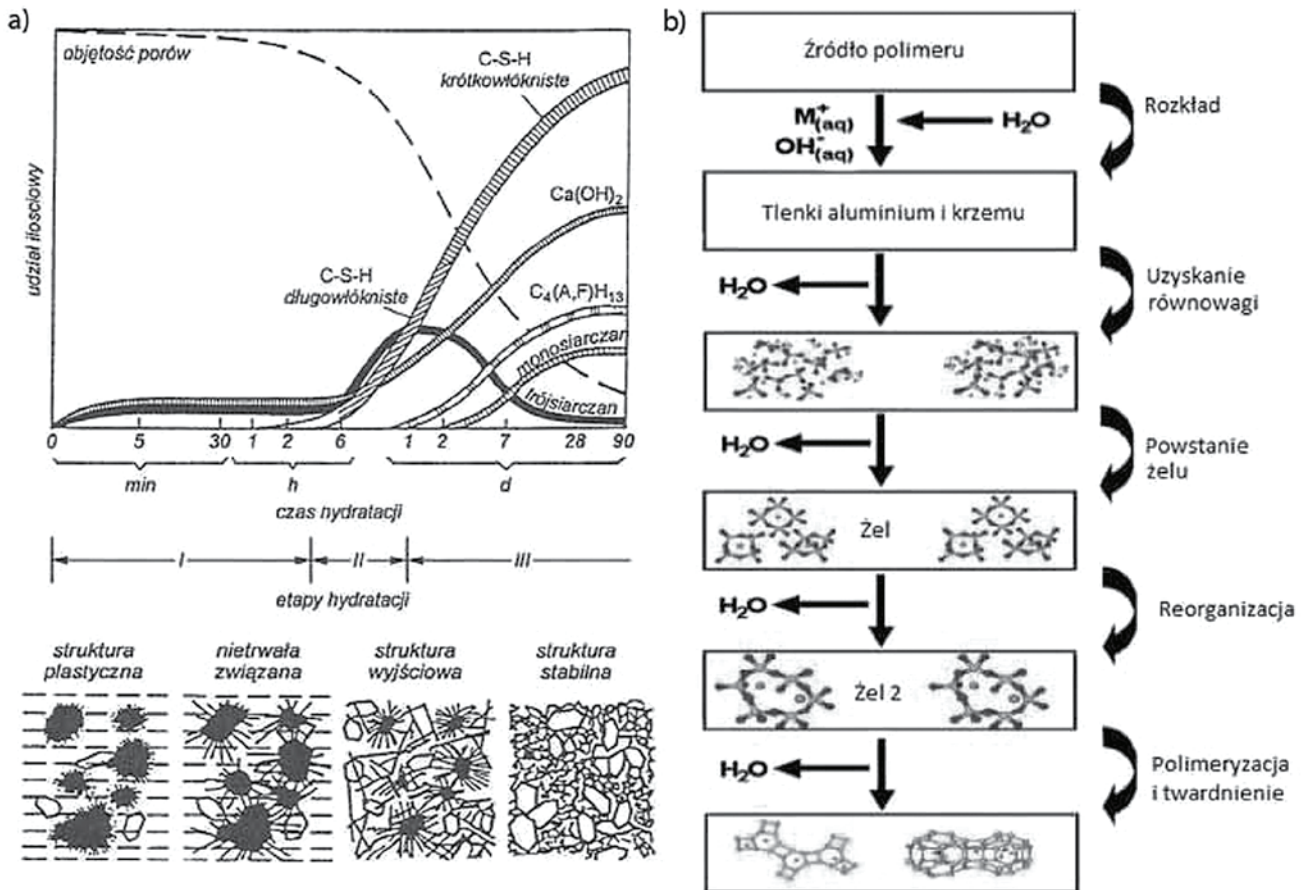 a)
objętość porów
C-S-H
krótkowłókniste
udział ilościowy
Ca(OH)2
C-S-H
długowłókniste
C4(A,F)H13
monosiarczan
trójsiarczan
0 5 30 1 2 6 1 2 7 28 90
min h d
czas hydratacji
I II III
etapy hydratacji
struktura
plastyczna
nietrwała
związana
struktura
wyjściowa
struktura
stabilna
b)
Źródło polimeru
Rozkład
M+(aq)
OH-(aq)
H2O
Tlenki aluminium i krzemu
H2O
Uzyskanie
równowagi
H2O
Powstanie
żelu
Żel
H2O
Reorganizacja
Żel 2
H2O
Polimeryzacja
i twardnienie